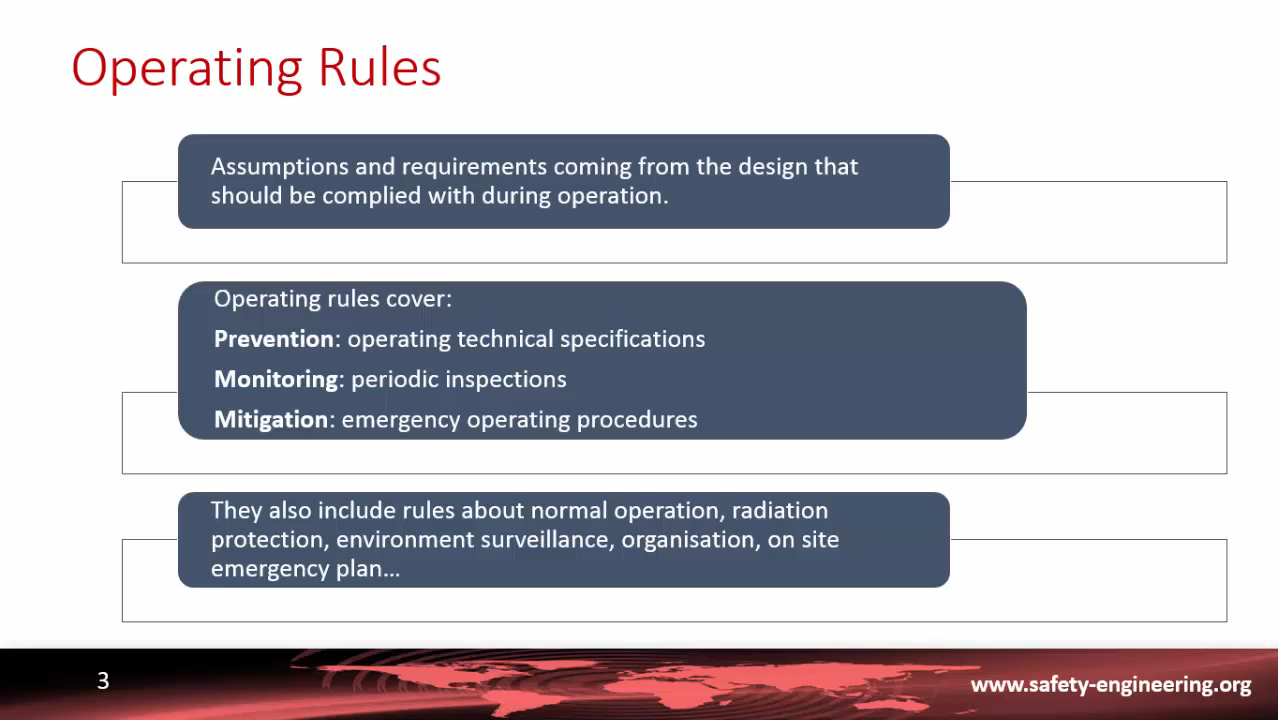 Operating Rules
Assumptions and requirements coming from the design that
should be complied with during operation.
Operating rules cover:
Prevention: operating technical specifications
Monitoring: periodic inspections
Mitigation: emergency operating procedures
They also include rules about normal operation, radiation
protection, environment surveillance, organisation, on site
emergency plan...
3
www.safety-engineering.org